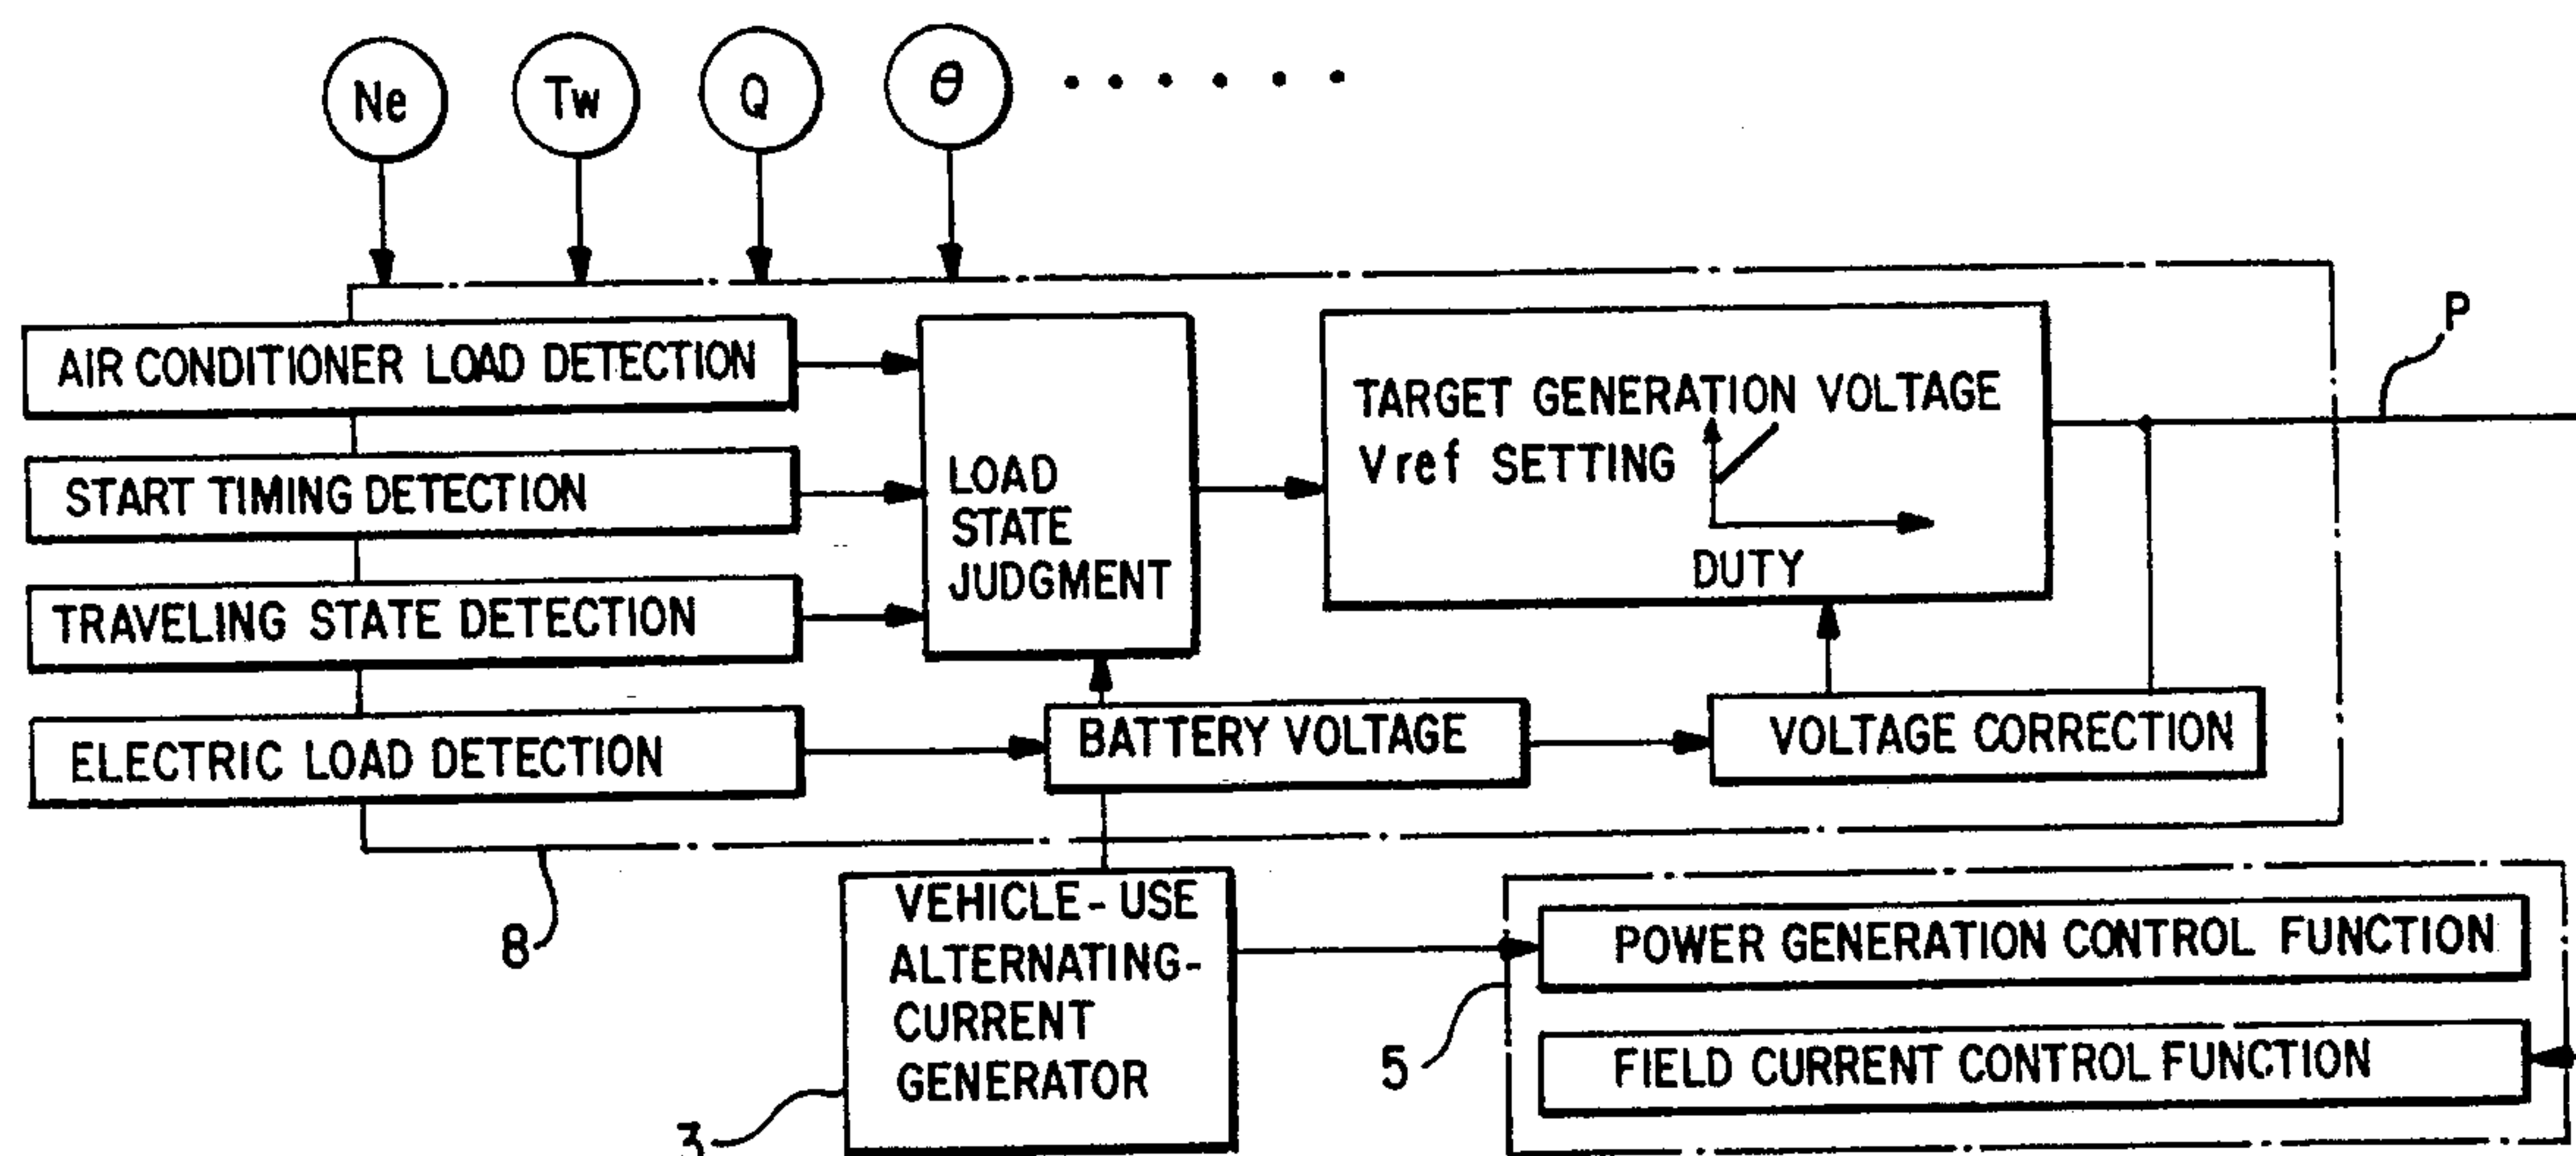 Ne Tw Q θ
P
AIR CONDITIONER LOAD DETECTION
START TIMING DETECTION
TRAVELING STATE DETECTION
ELECTRIC LOAD DETECTION
LOAD
STATE
JUDGMENT
TARGET GENERATION VOLTAGE
Vref SETTING
DUTY
BATTERY VOLTAGE
VOLTAGE CORRECTION
8
VEHICLE-USE
ALTERNATING-
CURRENT
GENERATOR
3
5
POWER GENERATION CONTROL FUNCTION
FIELD CURRENT CONTROL FUNCTION